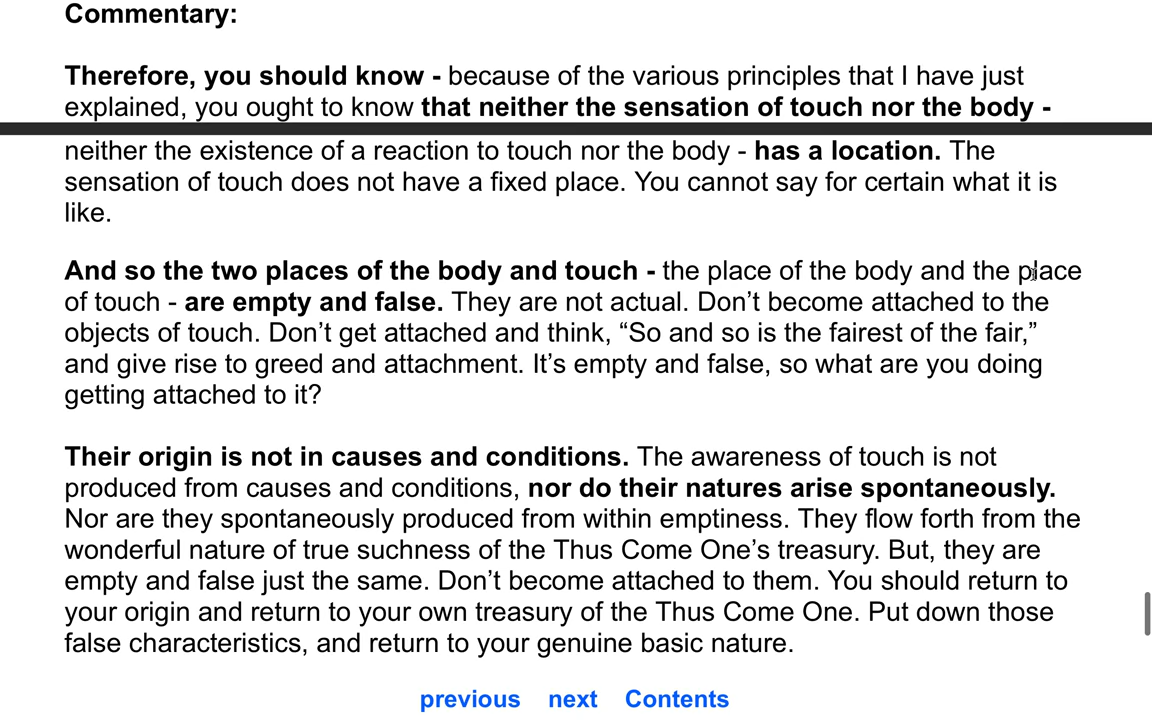 Commentary:
Therefore, you should know - because of the various principles that I have just
explained, you ought to know that neither the sensation of touch nor the body -
neither the existence of a reaction to touch nor the body - has a location. The
sensation of touch does not have a fixed place. You cannot say for certain what it is
like.
And so the two places of the body and touch - the place of the body and the place
of touch - are empty and false. They are not actual. Don’t become attached to the
objects of touch. Don’t get attached and think, “So and so is the fairest of the fair,”
and give rise to greed and attachment. It’s empty and false, so what are you doing
getting attached to it?
Their origin is not in causes and conditions. The awareness of touch is not
produced from causes and conditions, nor do their natures arise spontaneously.
Nor are they spontaneously produced from within emptiness. They flow forth from the
wonderful nature of true suchness of the Thus Come One’s treasury. But, they are
empty and false just the same. Don’t become attached to them. You should return to
your origin and return to your own treasury of the Thus Come One. Put down those
false characteristics, and return to your genuine basic nature.
previous next Contents